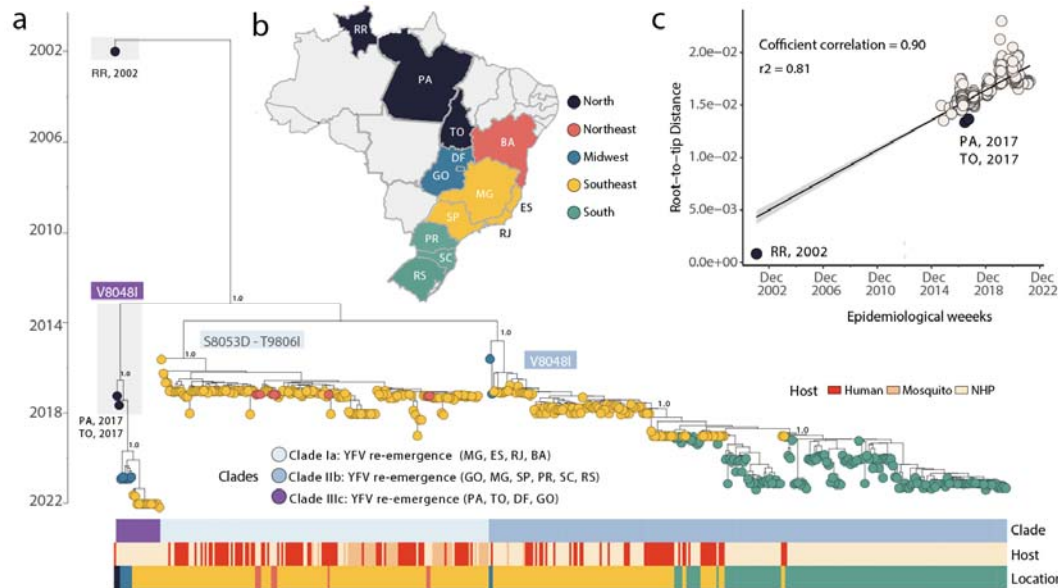 a
2002
2006
2010
2014
2018
2022
RR, 2002
V8048I
1.0
1.0
PA, 2017
TO, 2017
1.0
S8053D - T9806I
1.0
1.0
V8048I
1.0
1.0
1.0
b
RR
PA
TO
BA
DF
GO
MG
ES
SP
RJ
PR
SC
RS
North
Northeast
Midwest
Southeast
South
c
Cofficient correlation = 0.90
r2 = 0.81
Root-to-tip Distance
2.0e−02
1.5e−02
1.0e−02
5.0e−03
0.0e+00
PA, 2017
TO, 2017
RR, 2002
Dec Dec Dec Dec Dec Dec
2002 2006 2010 2014 2018 2022
Epidemiological weeeks
Host Human Mosquito NHP
Clades
Clade Ia: YFV re-emergence (MG, ES, RJ, BA)
Clade IIb: YFV re-emergence (GO, MG, SP, PR, SC, RS)
Clade IIIc: YFV re-emergence (PA, TO, DF, GO)
Clade
Host
Location